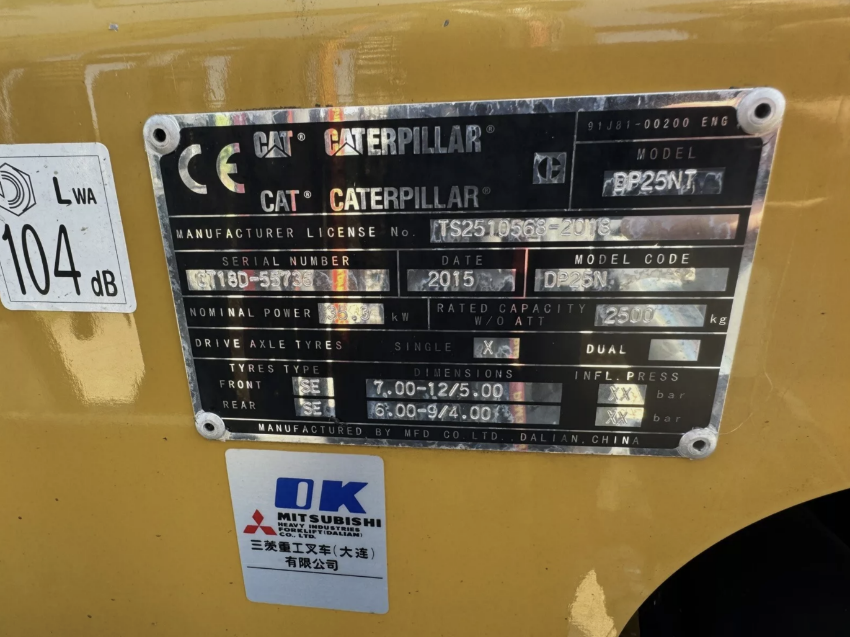 LWA
104 dB
CE CAT® CATERPILLAR®
CAT® CATERPILLAR®
91J81-00200 ENG
MODEL
DP25NT
MANUFACTURER LICENSE No. TS2510568-2018
SERIAL NUMBER DATE MODEL CODE
2015 DP25N
NOMINAL POWER kW RATED CAPACITY W/O ATT 2500 kg
DRIVE AXLE TYRES SINGLE X DUAL
TYRES TYPE DIMENSIONS INFL.PRESS
FRONT SE 7.00-12/5.00 XX bar
REAR SE 6.00-9/4.00 XX bar
MANUFACTURED BY MFD CO LTD., DALIAN, CHINA
OK
MITSUBISHI
HEAVY INDUSTRIES
FORKLIFT(DALIAN)
CO., LTD.
三菱重工叉车(大连)
有限公司